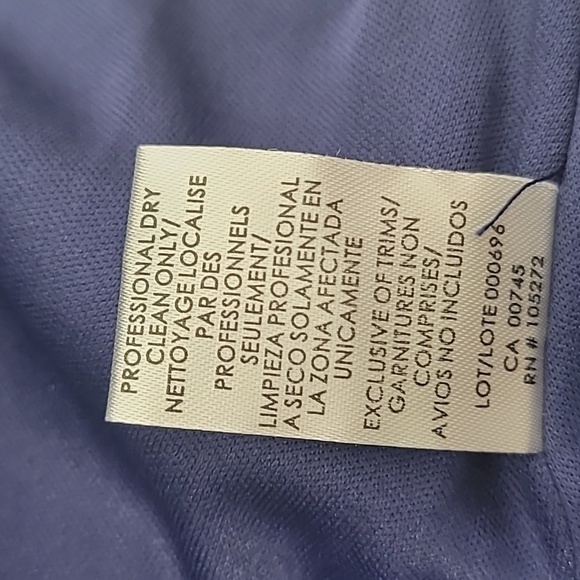 PROFESSIONAL DRY
CLEAN ONLY/
NETTOYAGE LOCALISE
PAR DES
PROFESSIONNELS
SEULEMENT/
LIMPIEZA PROFESIONAL
A SECO SOLAMENTE EN
LA ZONA AFECTADA
UNICAMENTE
EXCLUSIVE OF TRIMS/
GARNITURES NON
COMPRISES/
AVIOS NO INCLUIDOS
LOT/LOTE 000696
CA 00745
RN # 105272